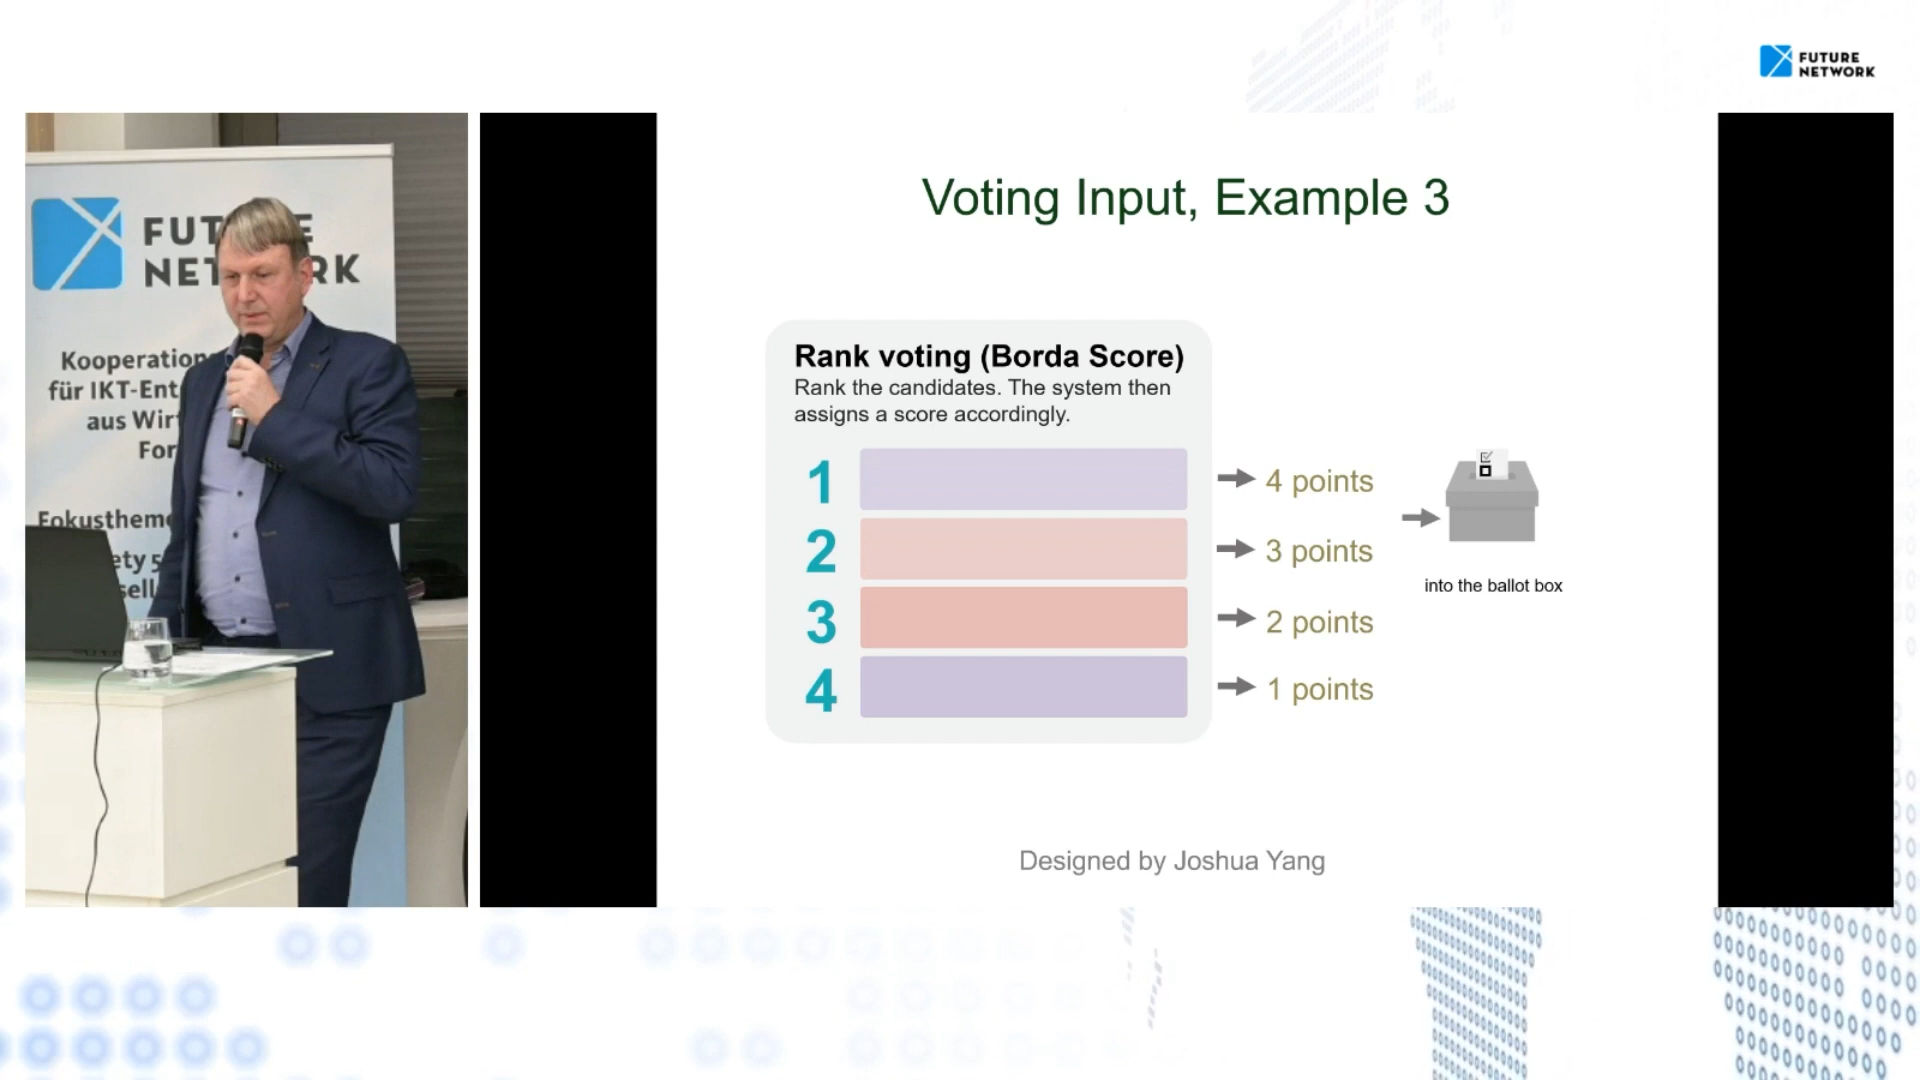 FUTURE
NETWORK
FUTURE
NETWORK
Kooperation
für IKT-Ent
aus Wirt
For
Fokustheme
ety 5
sell
Voting Input, Example 3
Rank voting (Borda Score)
Rank the candidates. The system then
assigns a score accordingly.
1 4 points
2 3 points
3 2 points
4 1 points
into the ballot box
Designed by Joshua Yang